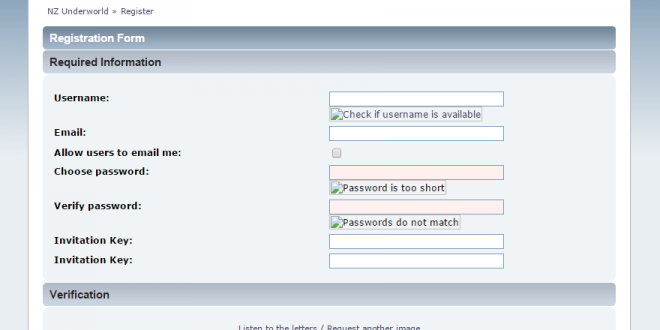 NZ Underworld » Register
Registration Form
Required Information
Username:
Check if username is available
Email:
Allow users to email me:
Choose password:
Password is too short
Verify password:
Passwords do not match
Invitation Key:
Invitation Key:
Verification
Listen to the letters / Request another image